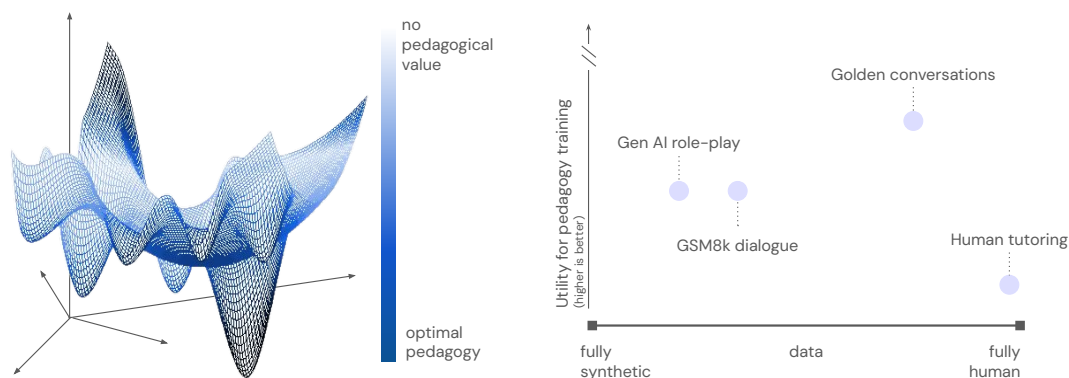 no
pedagogical
value
optimal
pedagogy
Utility for pedagogy training
(higher is better)
Golden conversations
Gen AI role-play
GSM8k dialogue
Human tutoring
fully
synthetic
data
fully
human